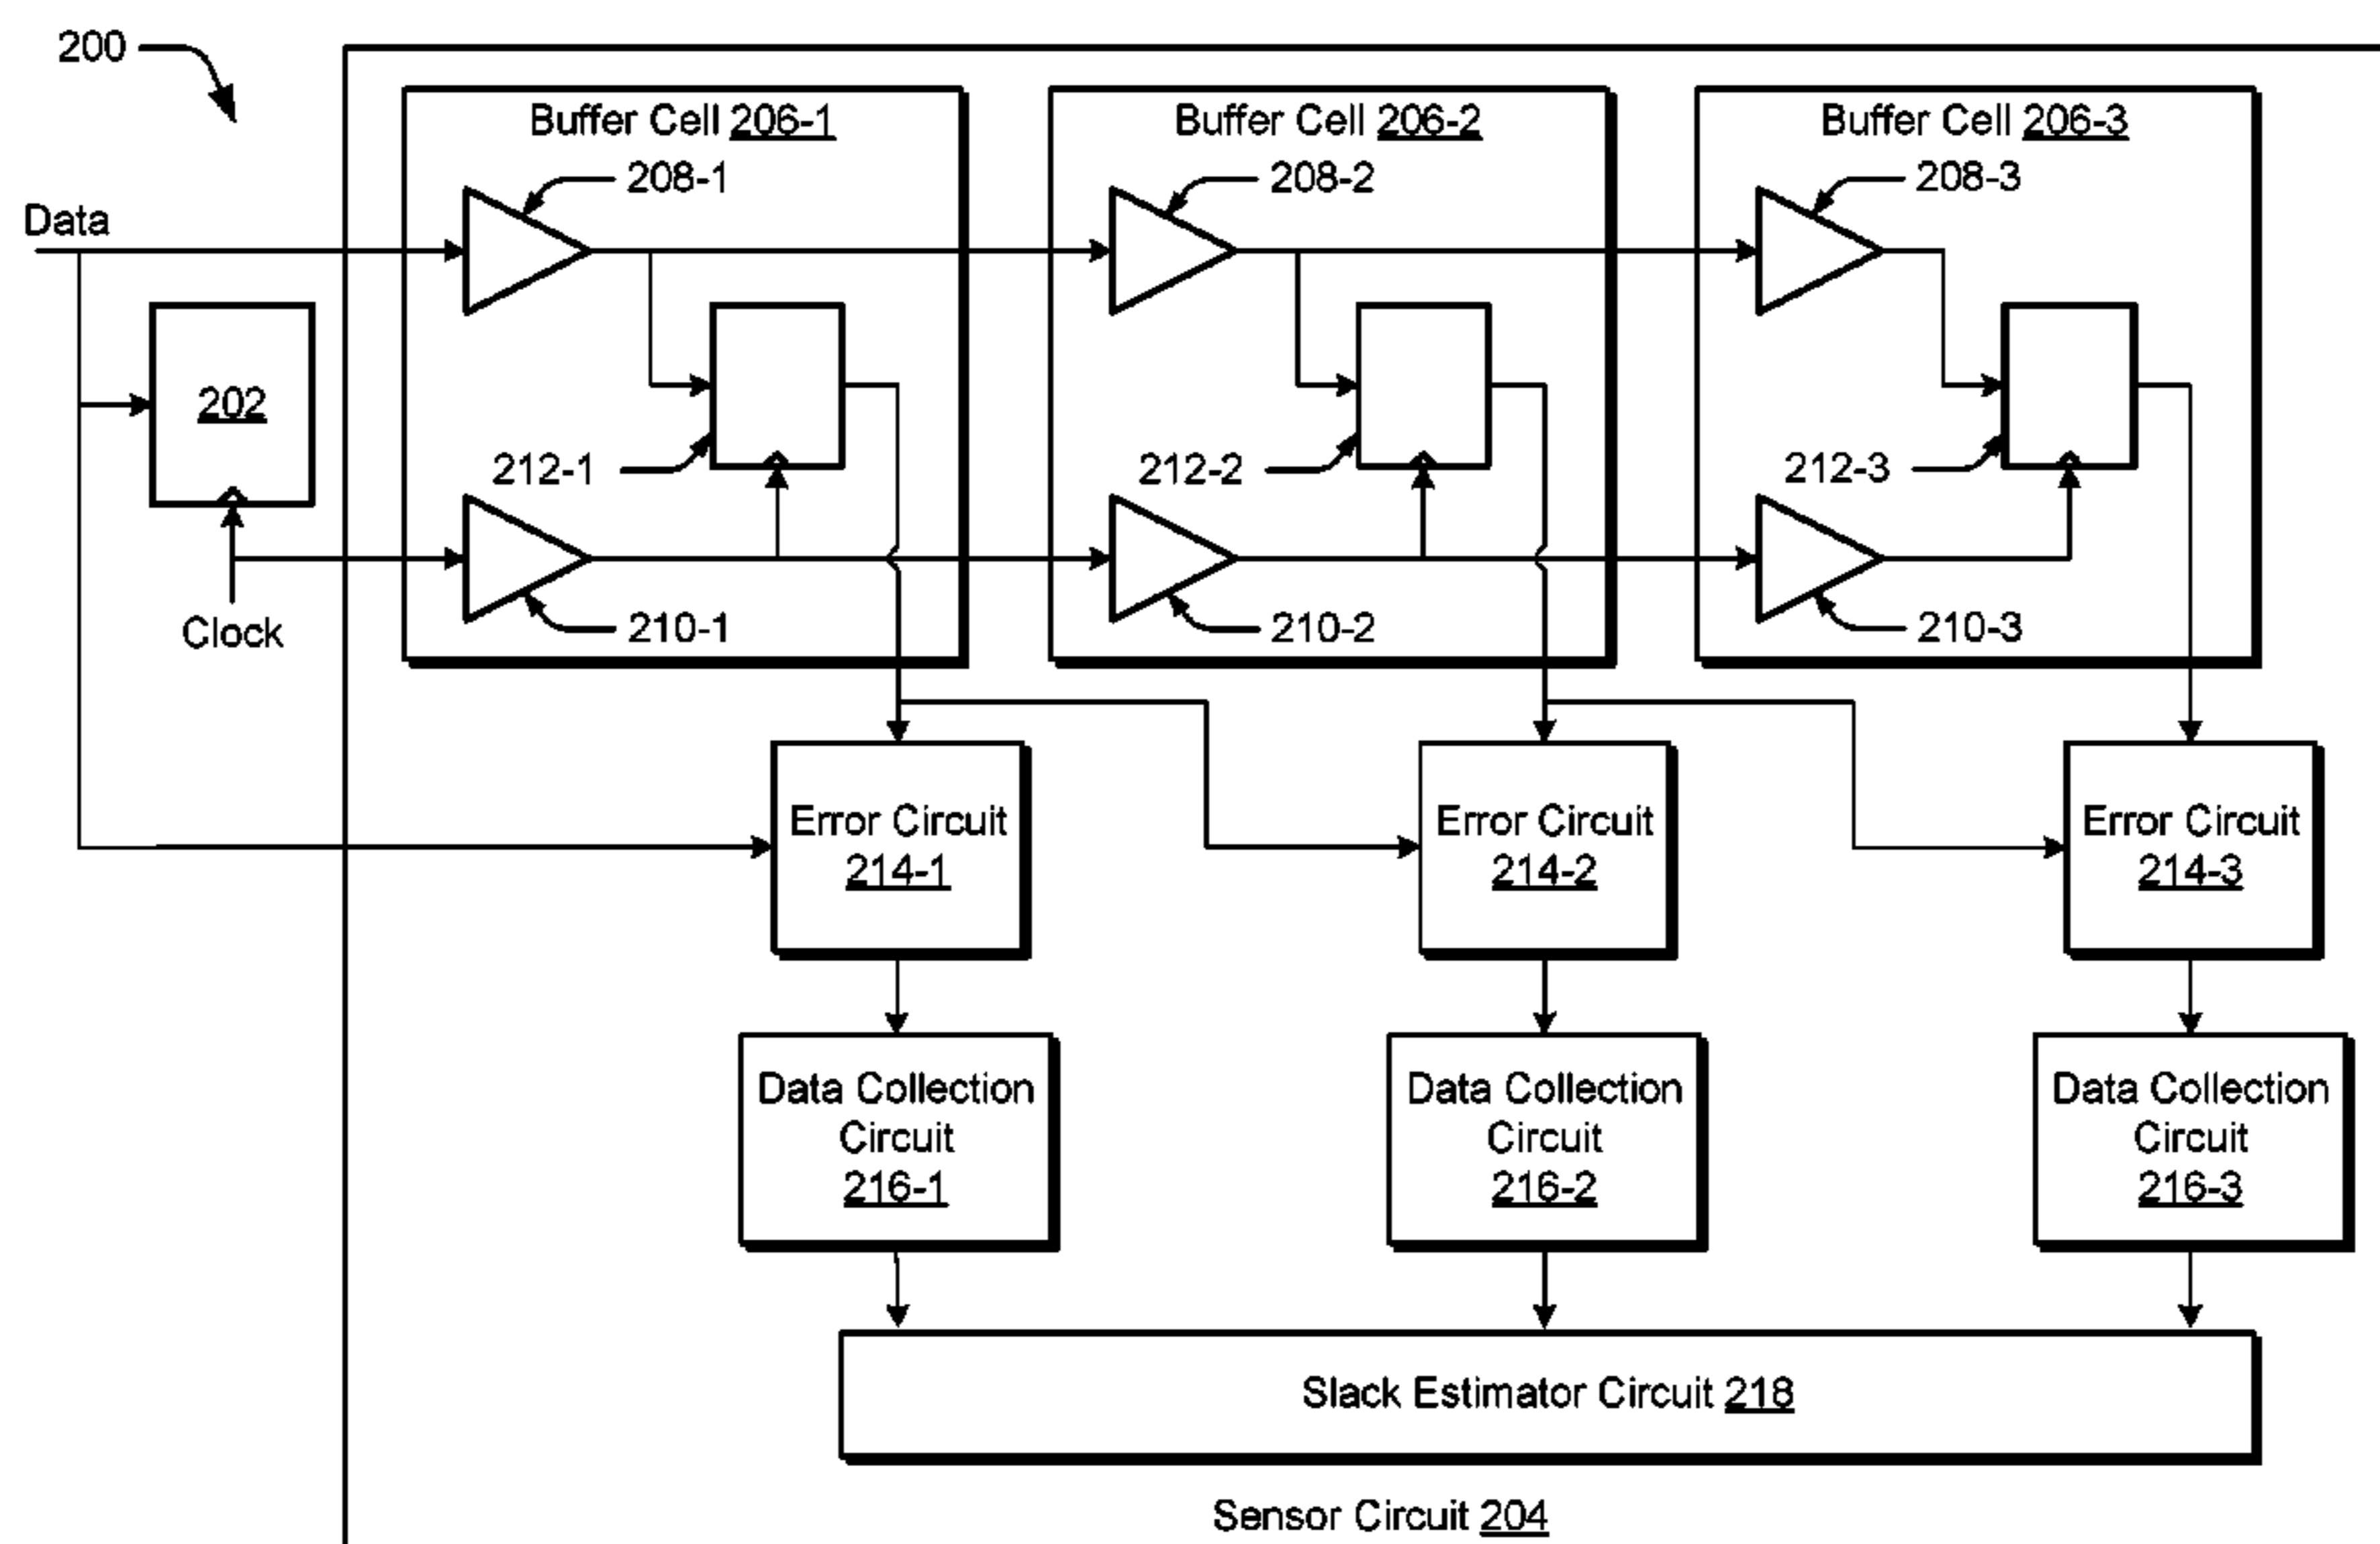 200
Buffer Cell 206-1
Buffer Cell 206-2
Buffer Cell 206-3
208-1
208-2
208-3
Data
202
212-1
212-2
212-3
Clock
210-1
210-2
210-3
Error Circuit
214-1
Error Circuit
214-2
Error Circuit
214-3
Data Collection
Circuit
216-1
Data Collection
Circuit
216-2
Data Collection
Circuit
216-3
Slack Estimator Circuit 218
Sensor Circuit 204